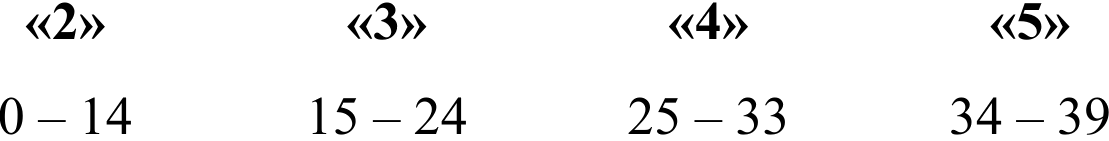 «2» «3» «4» «5»
0 – 14 15 – 24 25 – 33 34 – 39